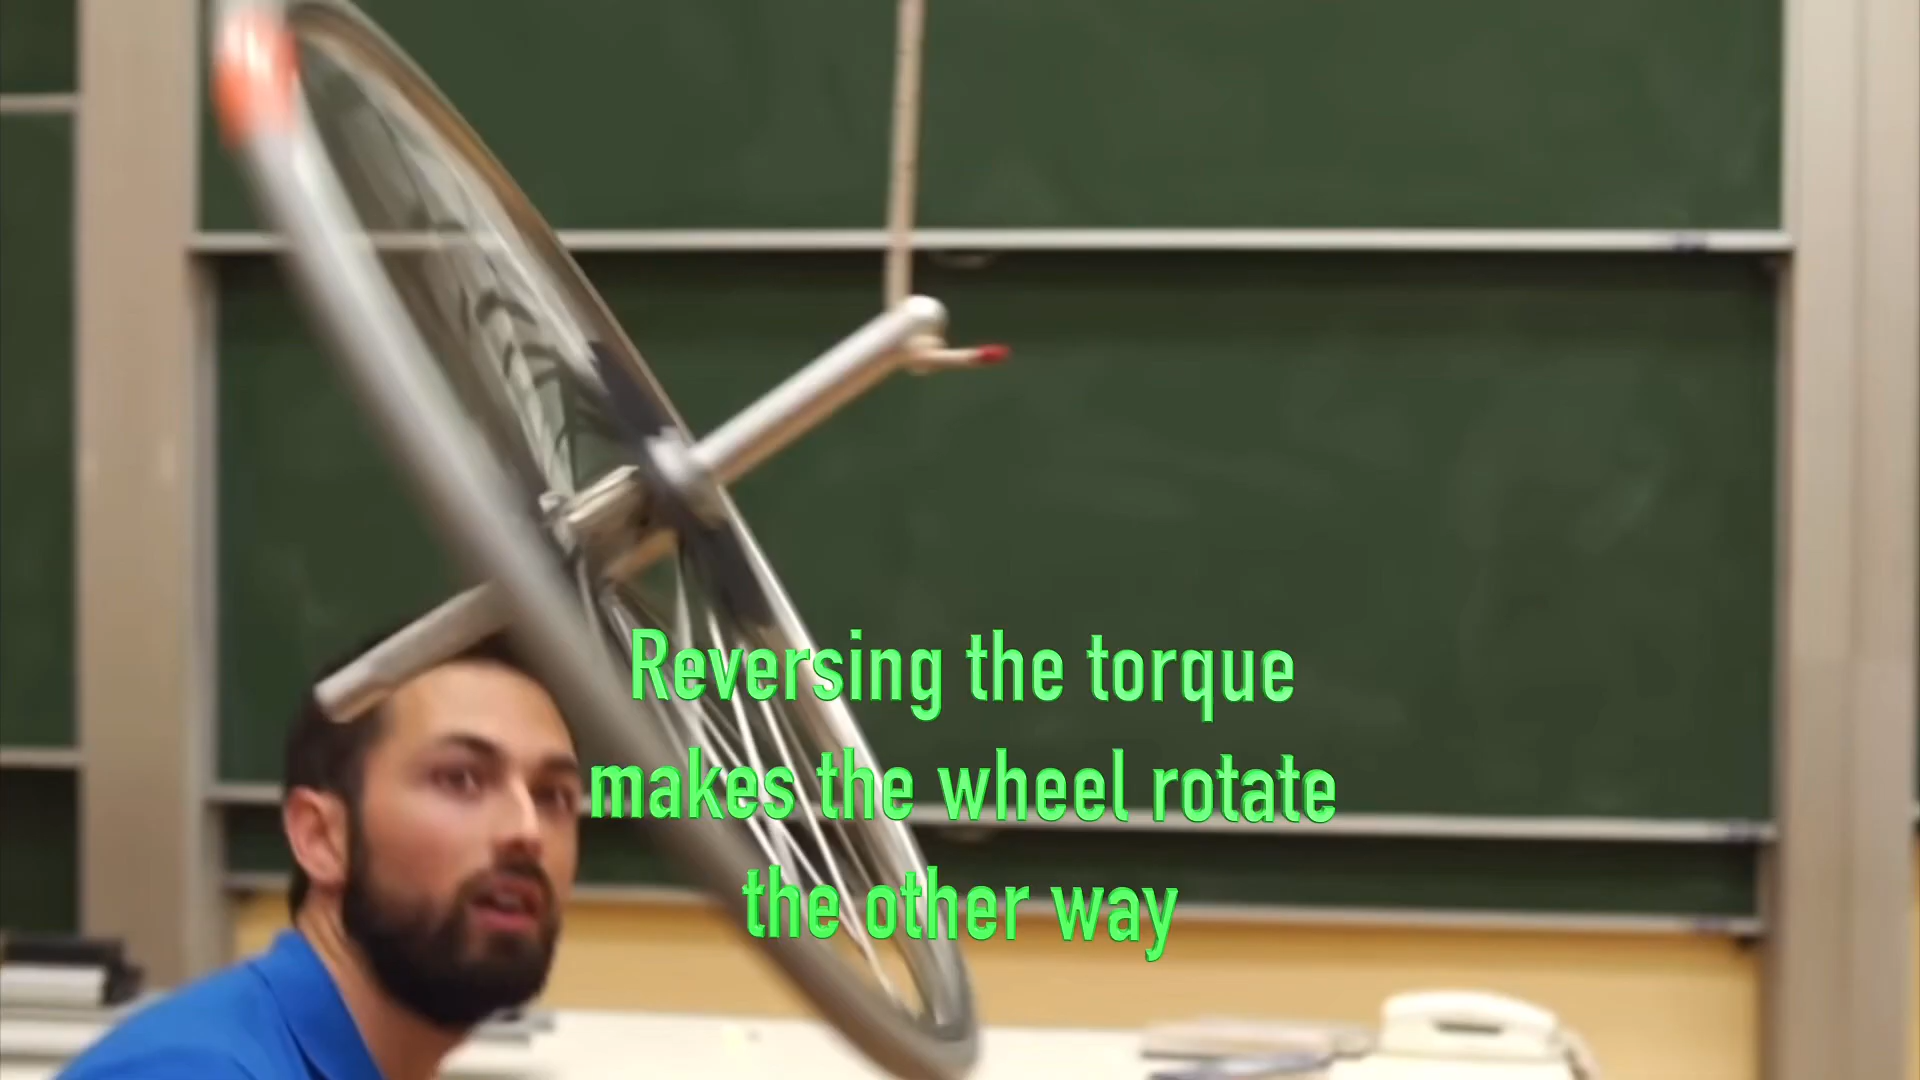 Reversing the torque
makes the wheel rotate
the other way